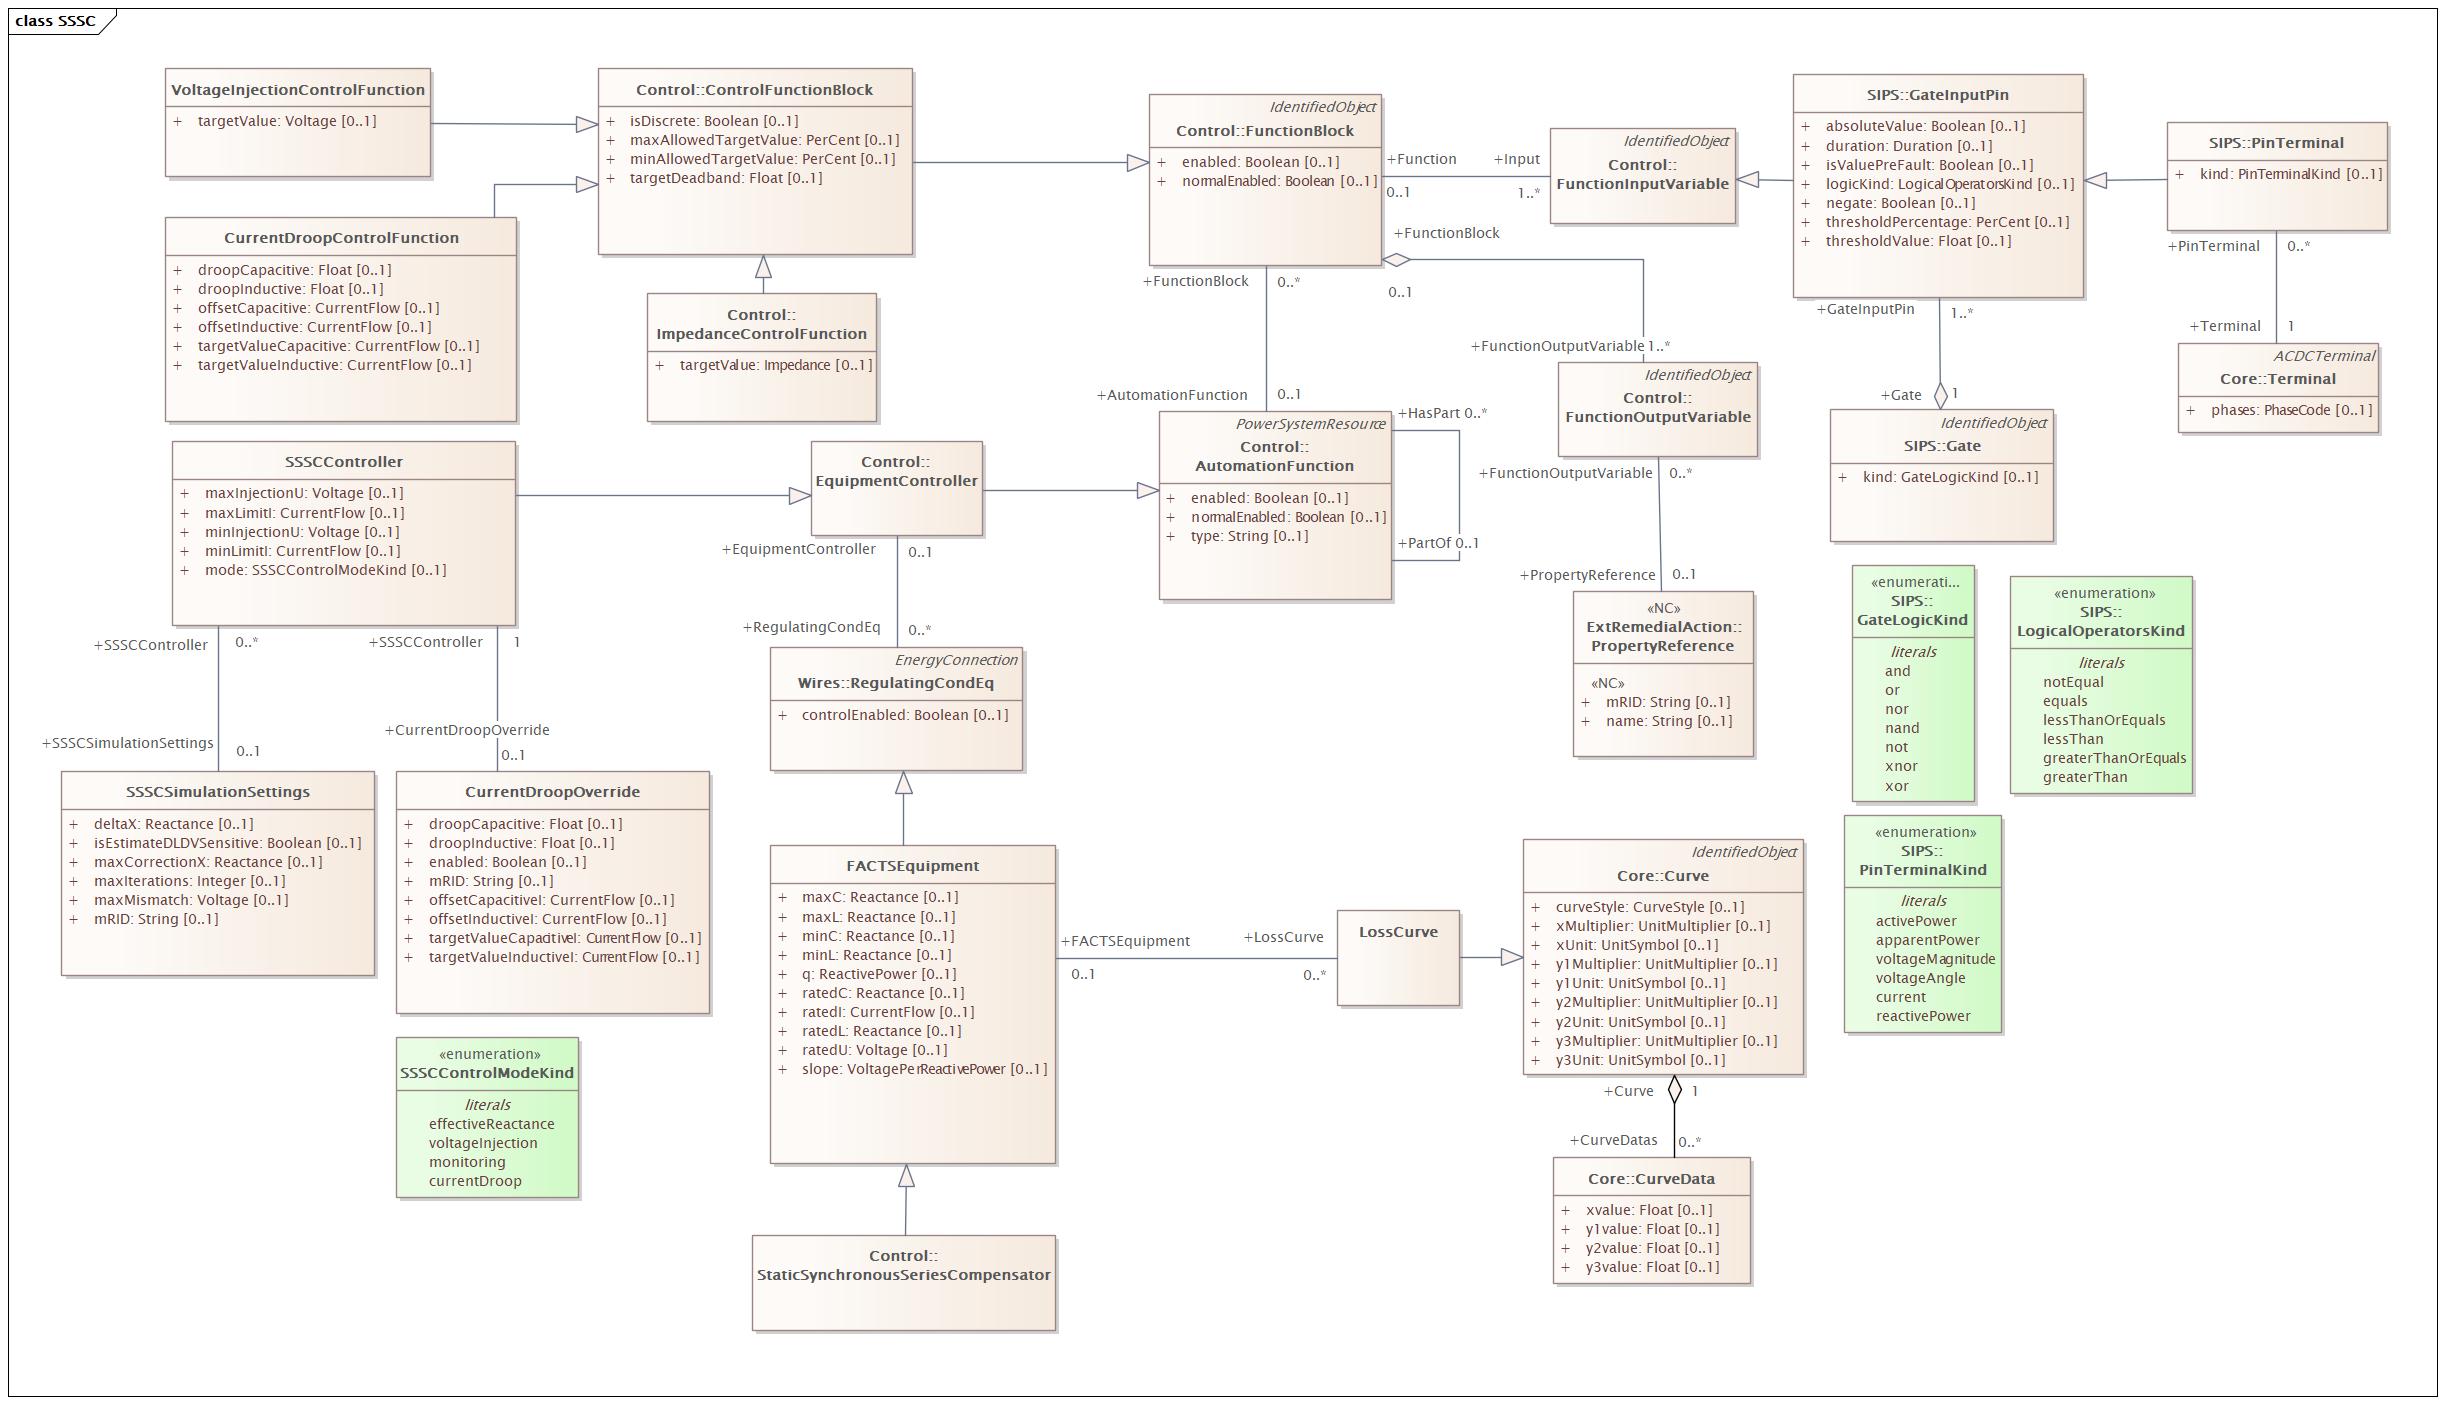 class SSSC
VoltageInjectionControlFunction
+ targetValue: Voltage [0..1]
Control::ControlFunctionBlock
+ isDiscrete: Boolean [0..1]
+ maxAllowedTargetValue: PerCent [0..1]
+ minAllowedTargetValue: PerCent [0..1]
+ targetDeadband: Float [0..1]
IdentifiedObject
Control::FunctionBlock
+ enabled: Boolean [0..1]
+ normalEnabled: Boolean [0..1]
+Function
0..1
+Input
1..*
IdentifiedObject
Control::
FunctionInputVariable
SIPS::GateInputPin
+ absoluteValue: Boolean [0..1]
+ duration: Duration [0..1]
+ isValuePreFault: Boolean [0..1]
+ logicKind: LogicalOperatorsKind [0..1]
+ negate: Boolean [0..1]
+ thresholdPercentage: PerCent [0..1]
+ thresholdValue: Float [0..1]
SIPS::PinTerminal
+ kind: PinTerminalKind [0..1]
+PinTerminal
0..*
+Terminal
1
ACDCTerminal
Core::Terminal
+ phases: PhaseCode [0..1]
+GateInputPin
1..*
+Gate
1
IdentifiedObject
SIPS::Gate
+ kind: GateLogicKind [0..1]
CurrentDroopControlFunction
+ droopCapacitive: Float [0..1]
+ droopInductive: Float [0..1]
+ offsetCapacitive: CurrentFlow [0..1]
+ offsetInductive: CurrentFlow [0..1]
+ targetValueCapacitive: CurrentFlow [0..1]
+ targetValueInductive: CurrentFlow [0..1]
Control::
ImpedanceControlFunction
+ targetValue: Impedance [0..1]
+FunctionBlock
0..1
+FunctionBlock
0..*
+FunctionOutputVariable
1..*
IdentifiedObject
Control::
FunctionOutputVariable
+AutomationFunction
0..1
PowerSystemResource
Control::
AutomationFunction
+ enabled: Boolean [0..1]
+ normalEnabled: Boolean [0..1]
+ type: String [0..1]
+HasPart 0..*
+PartOf 0..1
+FunctionOutputVariable
0..*
+PropertyReference
0..1
«NC»
ExtRemedialAction::
PropertyReference
«NC»
+ mRID: String [0..1]
+ name: String [0..1]
SSSCController
+ maxInjectionU: Voltage [0..1]
+ maxLimitI: CurrentFlow [0..1]
+ minInjectionU: Voltage [0..1]
+ minLimitI: CurrentFlow [0..1]
+ mode: SSSCControlModeKind [0..1]
Control::
EquipmentController
+EquipmentController
0..1
+RegulatingCondEq
0..*
EnergyConnection
Wires::RegulatingCondEq
+ controlEnabled: Boolean [0..1]
+SSSCController
0..*
+SSSCController
1
+SSSCSimulationSettings
0..1
+CurrentDroopOverride
0..1
SSSCSimulationSettings
+ deltaX: Reactance [0..1]
+ isEstimateDLDVSensitive: Boolean [0..1]
+ maxCorrectionX: Reactance [0..1]
+ maxIterations: Integer [0..1]
+ maxMismatch: Voltage [0..1]
+ mRID: String [0..1]
CurrentDroopOverride
+ droopCapacitive: Float [0..1]
+ droopInductive: Float [0..1]
+ enabled: Boolean [0..1]
+ mRID: String [0..1]
+ offsetCapacitiveI: CurrentFlow [0..1]
+ offsetInductiveI: CurrentFlow [0..1]
+ targetValueCapacitiveI: CurrentFlow [0..1]
+ targetValueInductiveI: CurrentFlow [0..1]
«enumeration»
SSSCControlModeKind
literals
effectiveReactance
voltageInjection
monitoring
currentDroop
FACTSEquipment
+ maxC: Reactance [0..1]
+ maxL: Reactance [0..1]
+ minC: Reactance [0..1]
+ minL: Reactance [0..1]
+ q: ReactivePower [0..1]
+ ratedC: Reactance [0..1]
+ ratedI: CurrentFlow [0..1]
+ ratedL: Reactance [0..1]
+ ratedU: Voltage [0..1]
+ slope: VoltagePerReactivePower [0..1]
+FACTSEquipment
0..1
+LossCurve
0..*
LossCurve
IdentifiedObject
Core::Curve
+ curveStyle: CurveStyle [0..1]
+ xMultiplier: UnitMultiplier [0..1]
+ xUnit: UnitSymbol [0..1]
+ y1Multiplier: UnitMultiplier [0..1]
+ y1Unit: UnitSymbol [0..1]
+ y2Multiplier: UnitMultiplier [0..1]
+ y2Unit: UnitSymbol [0..1]
+ y3Multiplier: UnitMultiplier [0..1]
+ y3Unit: UnitSymbol [0..1]
+Curve
1
+CurveDatas
0..*
Core::CurveData
+ xvalue: Float [0..1]
+ y1value: Float [0..1]
+ y2value: Float [0..1]
+ y3value: Float [0..1]
Control::
StaticSynchronousSeriesCompensator
«enumerati...
SIPS::
GateLogicKind
literals
and
or
nor
nand
not
xnor
xor
«enumeration»
SIPS::
LogicalOperatorsKind
literals
notEqual
equals
lessThanOrEquals
lessThan
greaterThanOrEquals
greaterThan
«enumeration»
SIPS::
PinTerminalKind
literals
activePower
apparentPower
voltageMagnitude
voltageAngle
current
reactivePower